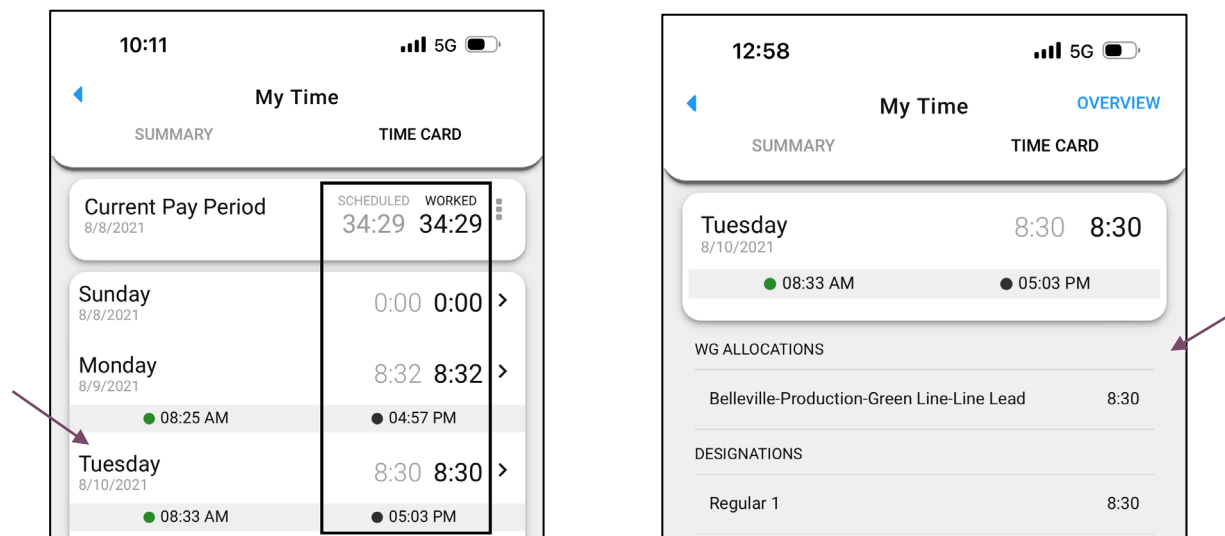 10:11 5G
My Time
SUMMARY TIME CARD
Current Pay Period SCHEDULED WORKED
8/8/2021 34:29 34:29
Sunday 0:00 0:00
8/8/2021
Monday 8:32 8:32
8/9/2021
08:25 AM 04:57 PM
Tuesday 8:30 8:30
8/10/2021
08:33 AM 05:03 PM
12:58 5G
My Time OVERVIEW
SUMMARY TIME CARD
Tuesday 8:30 8:30
8/10/2021
08:33 AM 05:03 PM
WG ALLOCATIONS
Belleville-Production-Green Line-Line Lead 8:30
DESIGNATIONS
Regular 1 8:30